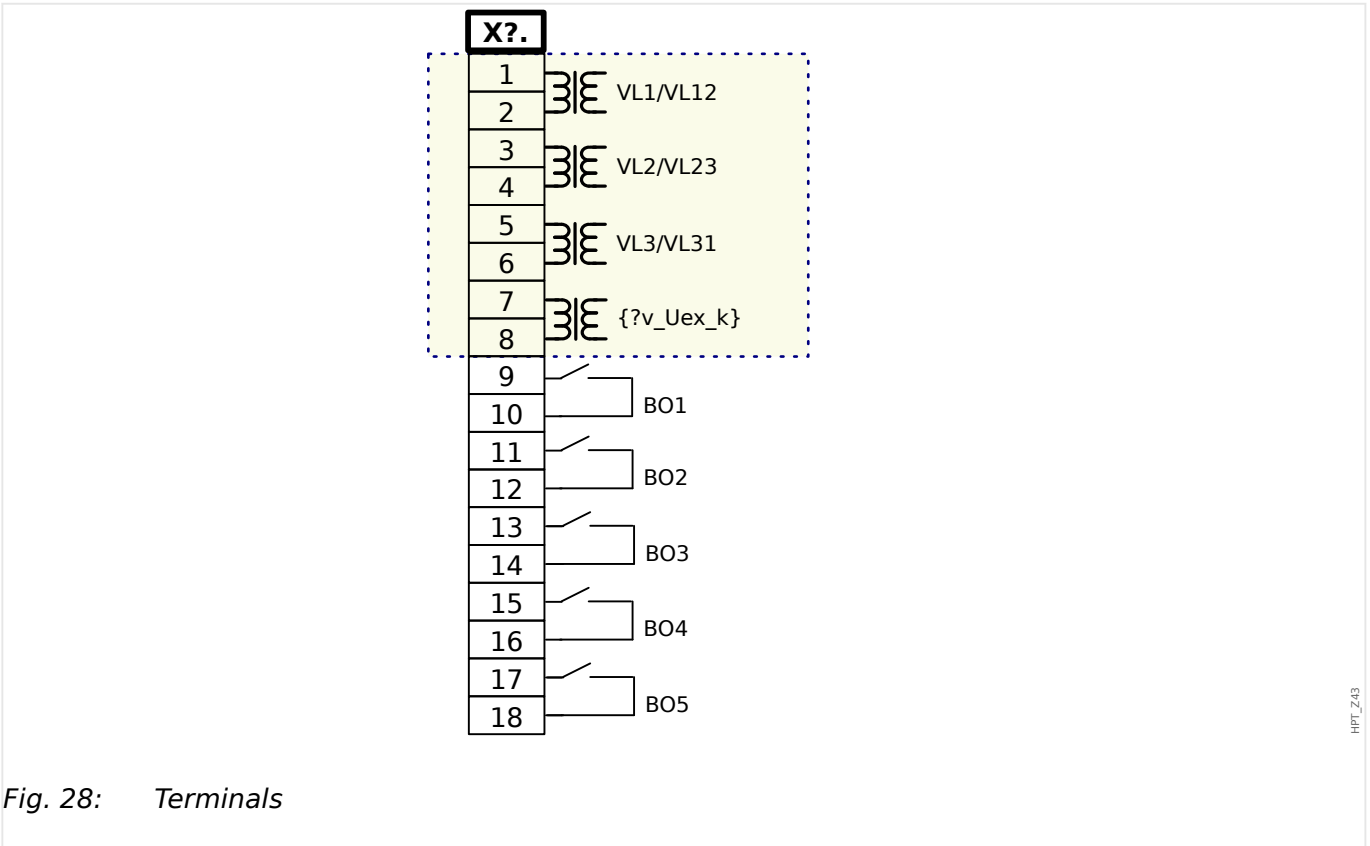 X?.
1
VL1/VL12
2
3
VL2/VL23
4
5
VL3/VL31
6
7
{?v_Uex_k}
8
9
BO1
10
11
BO2
12
13
BO3
14
15
BO4
16
17
BO5
18
HPT_Z43
Fig. 28: Terminals